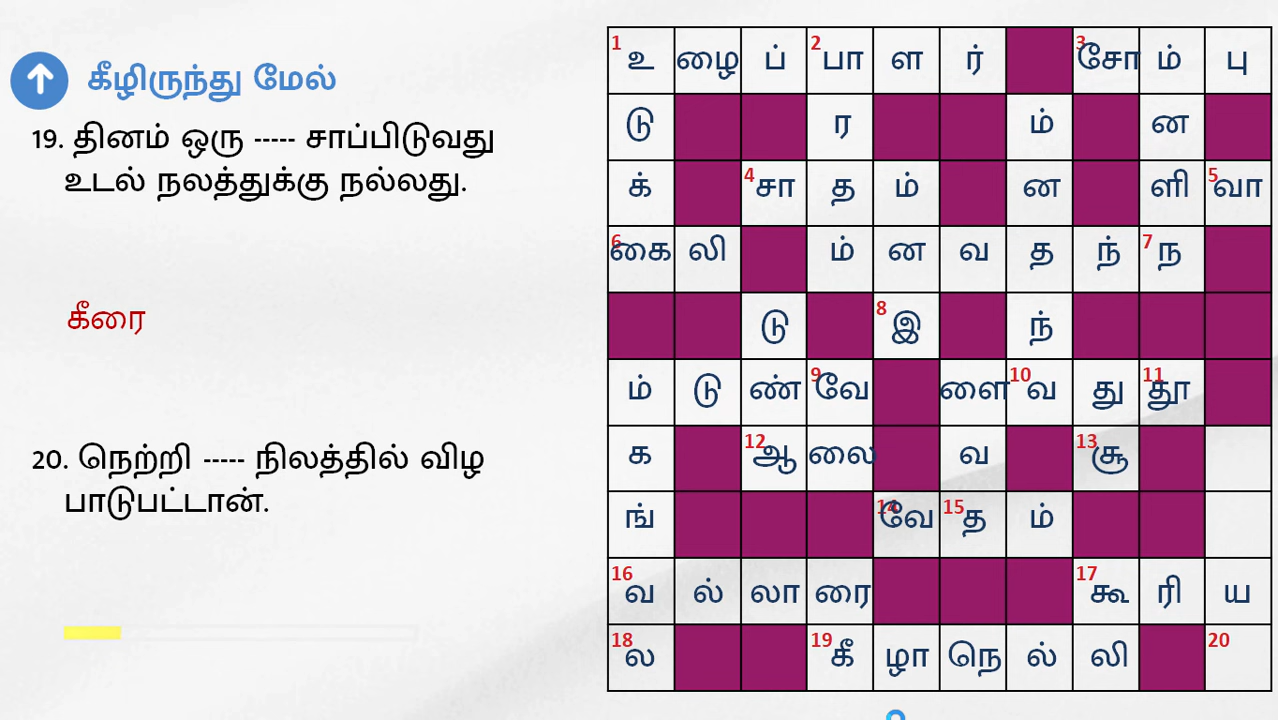 கீழிருந்து மேல்
19. தினம் ஒரு ----- சாப்பிடுவது
உடல் நலத்துக்கு நல்லது.
கீரை
20. நெற்றி ----- நிலத்தில் விழ
பாடுபட்டான்.
1 உ ழை ப் 2 பா ள ர் 3 சோ ம் பு
டு ர ம் ன
க் 4 சா த ம் ன ளி 5 வா
6 கை லி ம் ன வ த ந் 7 ந
டு 8 இ ந்
ம் டு ண் 9 வே ளை 10 வ து 11 தூ
க 12 ஆ லை வ 13 சூ
ங் 14 வே 15 த ம்
16 வ ல் லா ரை 17 கூ ரி ய
18 ல 19 கீ ழா நெ ல் லி 20